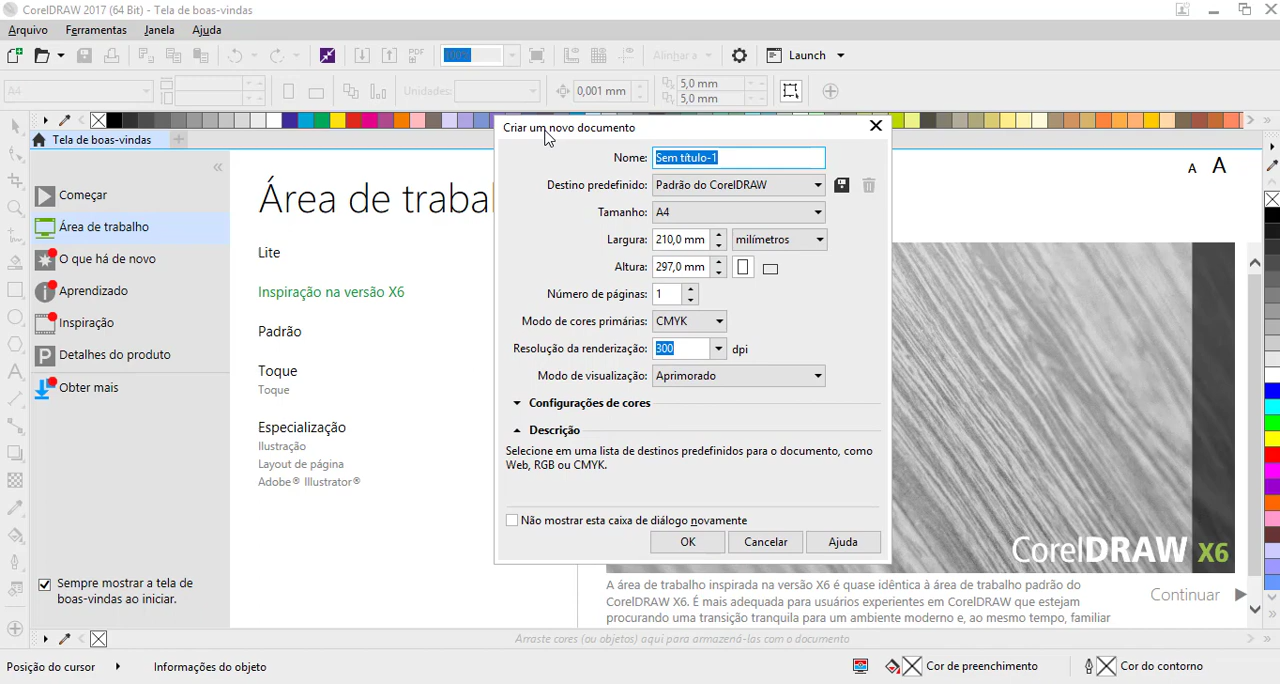 CorelDRAW 2017 (64 Bit) - Tela de boas-vindas
Arquivo Ferramentas Janela Ajuda
PDF Alinhar a Launch
A4 Unidades: 0,001 mm 5,0 mm
5,0 mm
Tela de boas-vindas
Criar um novo documento
Nome: Sem título-1
Destino predefinido: Padrão do CorelDRAW
Tamanho: A4
Largura: 210,0 mm milímetros
Altura: 297,0 mm
Número de páginas: 1
Modo de cores primárias: CMYK
Resolução da renderização: 300 dpi
Modo de visualização: Aprimorado
Configurações de cores
Descrição
Selecione em uma lista de destinos predefinidos para o documento, como
Web, RGB ou CMYK.
Não mostrar esta caixa de diálogo novamente
OK Cancelar Ajuda
Começar
Área de trabalho
O que há de novo
Aprendizado
Inspiração
Detalhes do produto
Obter mais
Sempre mostrar a tela de
boas-vindas ao iniciar.
Área de trabal
Lite
Inspiração na versão X6
Padrão
Toque
Toque
Especialização
Ilustração
Layout de página
Adobe® Illustrator®
A A
CorelDRAW X6
A área de trabalho inspirada na versão X6 é quase idêntica à área de trabalho padrão do
CorelDRAW X6. É mais adequada para usuários experientes em CorelDRAW que estejam
procurando uma transição tranquila para um ambiente moderno e, ao mesmo tempo, familiar
Continuar
Arraste cores (ou objetos) aqui para armazená-las com o documento
Posição do cursor Informações do objeto Cor de preenchimento Cor do contorno